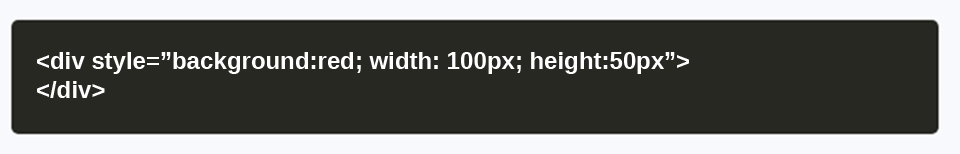 <div style=”background:red; width: 100px; height:50px”>
</div>